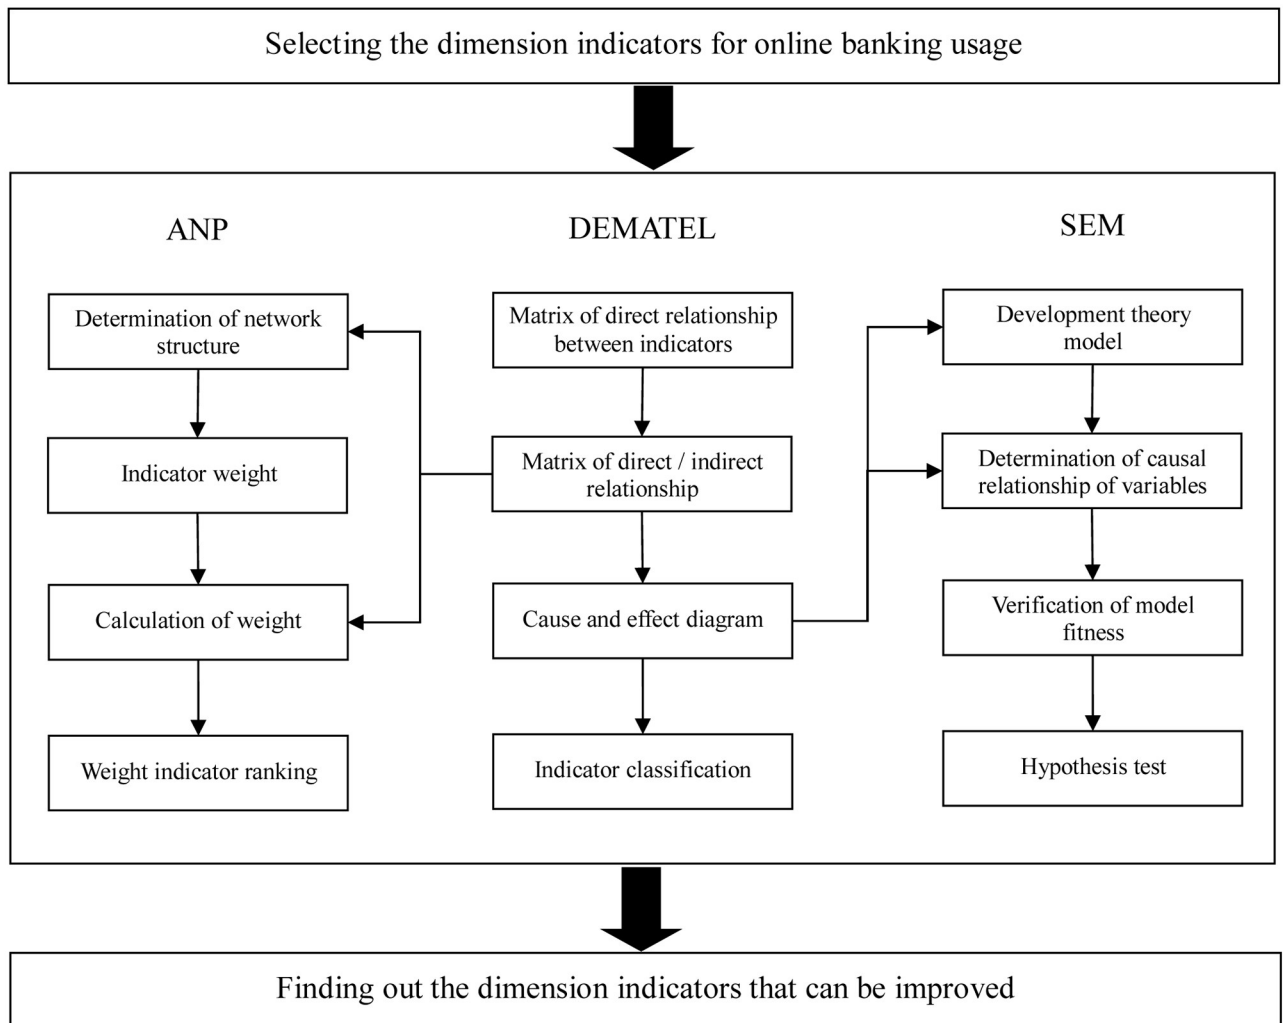 Selecting the dimension indicators for online banking usage
ANP
Determination of network
structure
Indicator weight
Calculation of weight
Weight indicator ranking
DEMATEL
Matrix of direct relationship
between indicators
Matrix of direct / indirect
relationship
Cause and effect diagram
Indicator classification
SEM
Development theory
model
Determination of causal
relationship of variables
Verification of model
fitness
Hypothesis test
Finding out the dimension indicators that can be improved